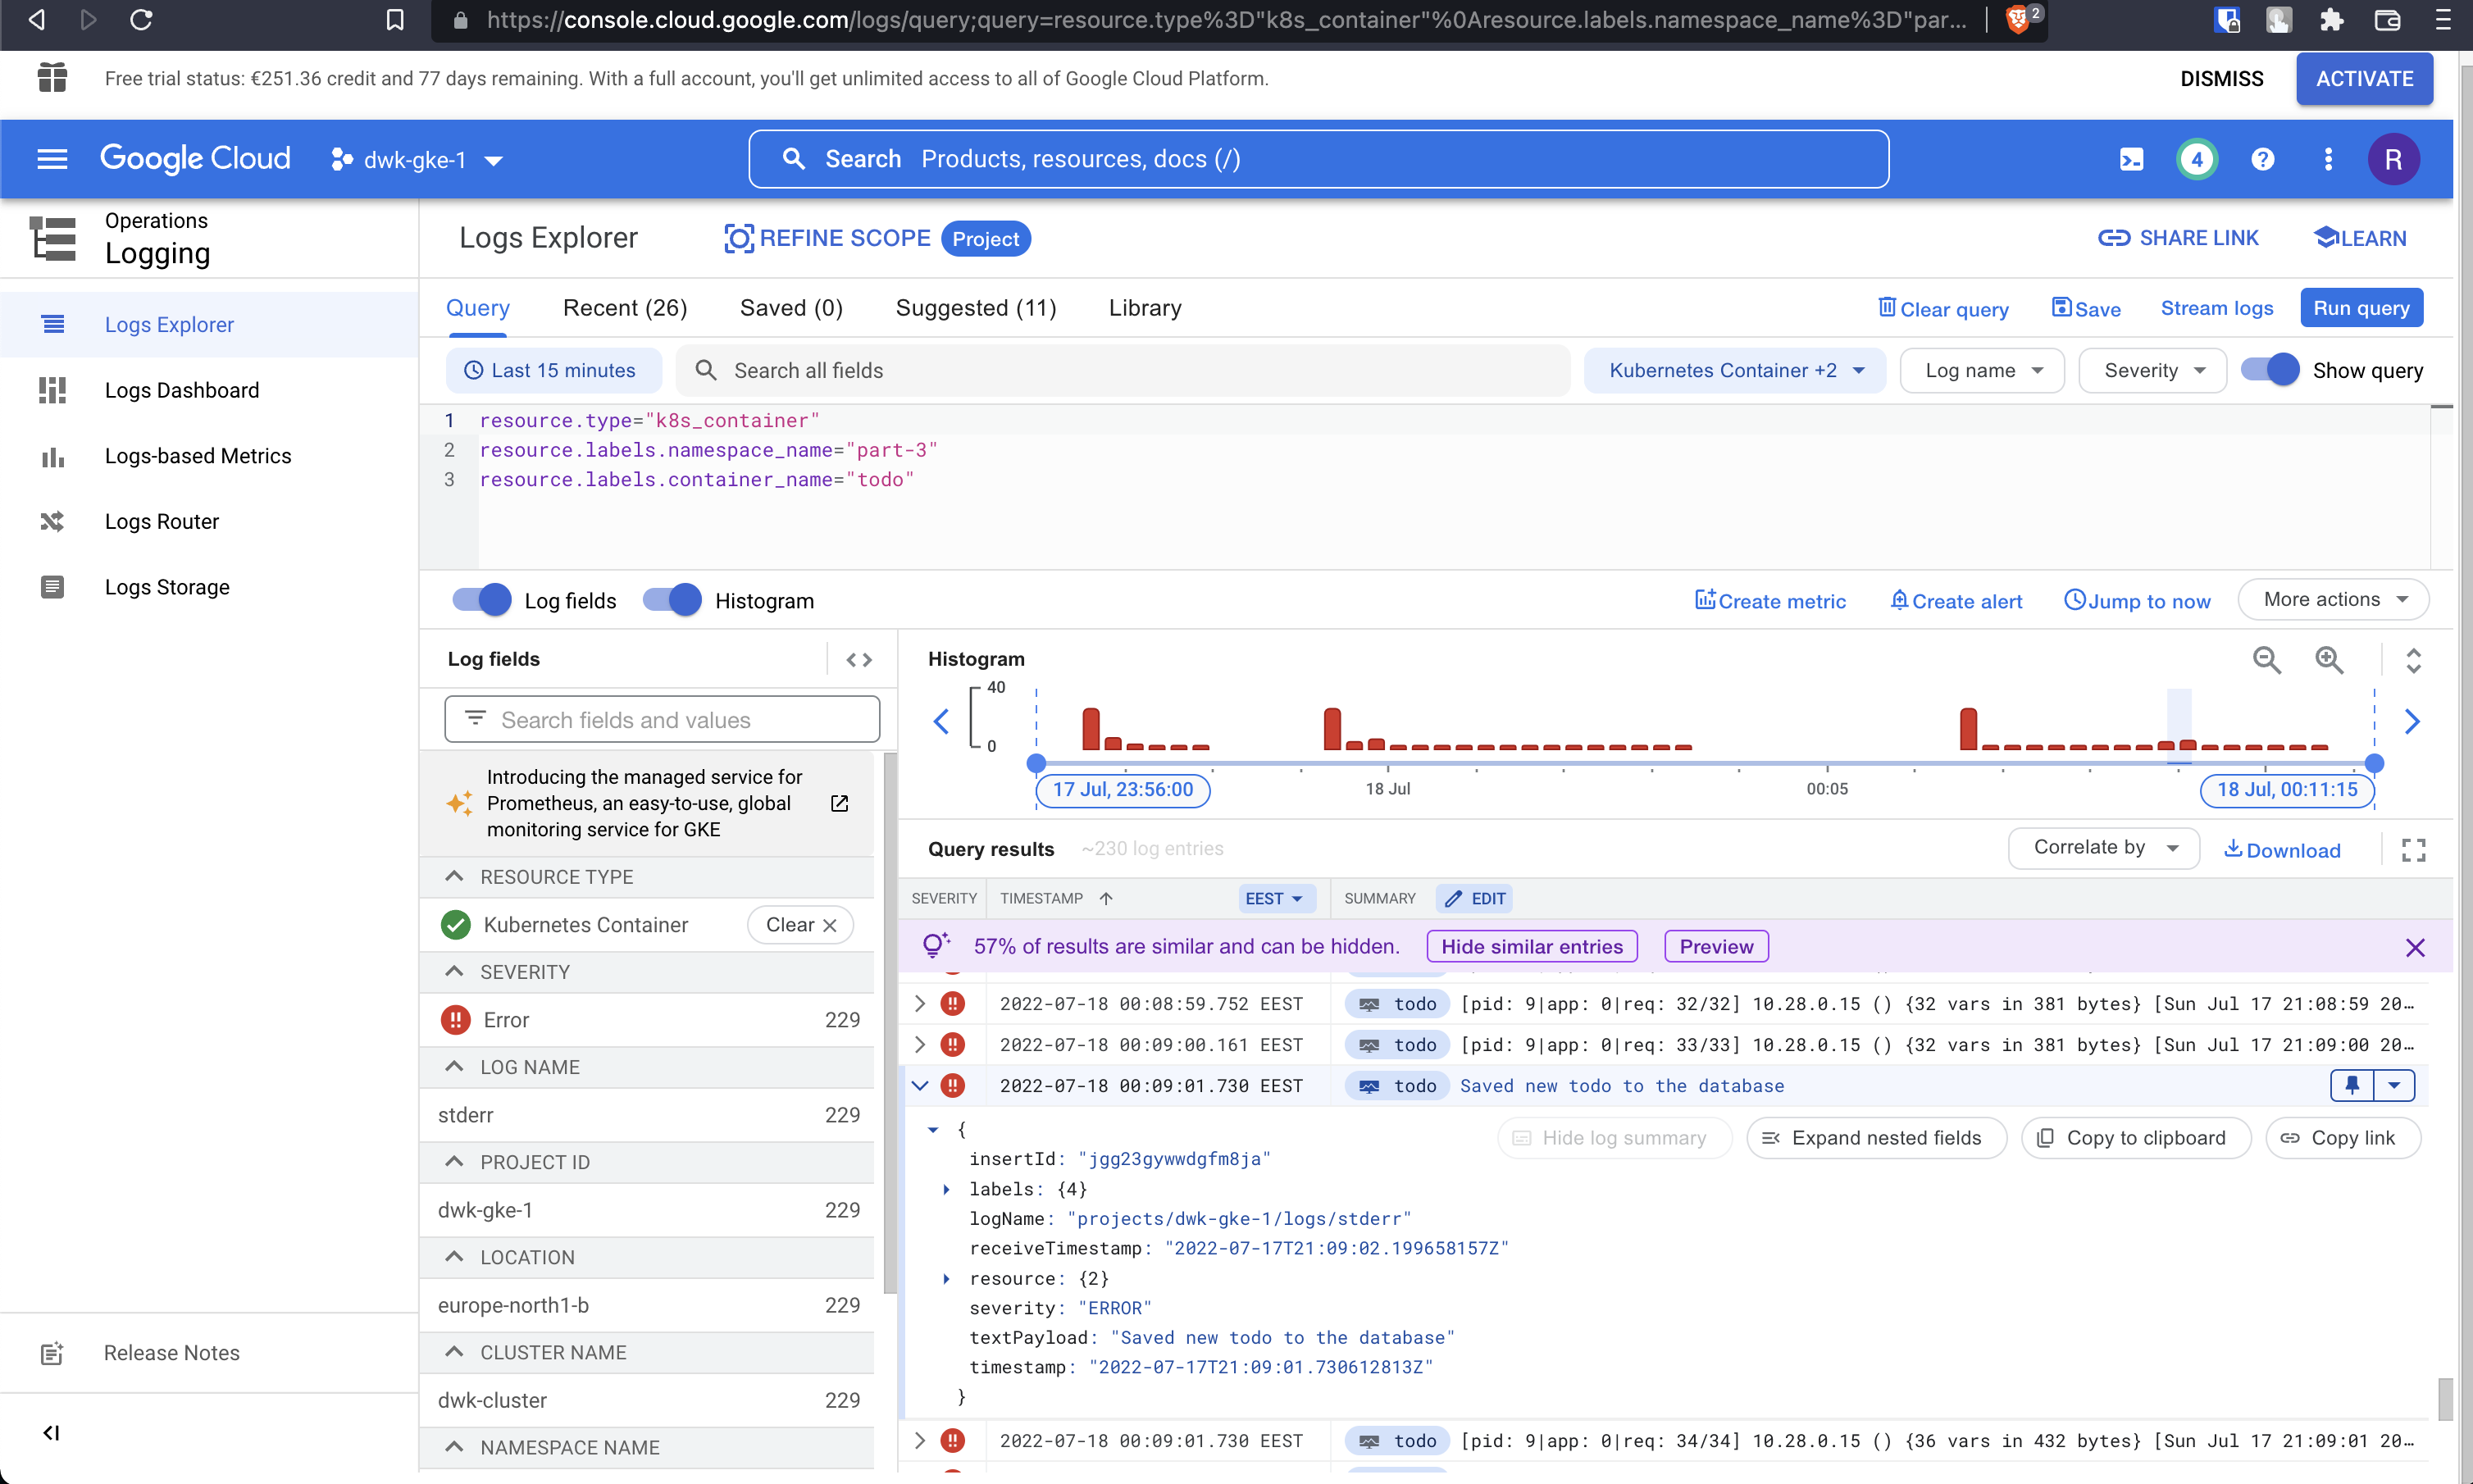 https://console.cloud.google.com/logs/query;query=resource.type%3D"k8s_container"%0Aresource.labels.namespace_name%3D"par...
2
Free trial status: €251.36 credit and 77 days remaining. With a full account, you'll get unlimited access to all of Google Cloud Platform.
DISMISS
ACTIVATE
Google Cloud
dwk-gke-1
Search Products, resources, docs (/)
4
R
Operations
Logging
Logs Explorer
REFINE SCOPE
Project
SHARE LINK
LEARN
Logs Explorer
Logs Dashboard
Logs-based Metrics
Logs Router
Logs Storage
Release Notes
Query
Recent (26)
Saved (0)
Suggested (11)
Library
Clear query
Save
Stream logs
Run query
Last 15 minutes
Search all fields
Kubernetes Container +2
Log name
Severity
Show query
1 resource.type="k8s_container"
2 resource.labels.namespace_name="part-3"
3 resource.labels.container_name="todo"
Log fields
Histogram
Create metric
Create alert
Jump to now
More actions
Log fields
Search fields and values
Introducing the managed service for
Prometheus, an easy-to-use, global
monitoring service for GKE
RESOURCE TYPE
Kubernetes Container
Clear
SEVERITY
Error 229
LOG NAME
stderr 229
PROJECT ID
dwk-gke-1 229
LOCATION
europe-north1-b 229
CLUSTER NAME
dwk-cluster 229
NAMESPACE NAME
Histogram
40
0
17 Jul, 23:56:00
18 Jul
00:05
18 Jul, 00:11:15
Query results ~230 log entries
Correlate by
Download
SEVERITY TIMESTAMP EEST SUMMARY EDIT
57% of results are similar and can be hidden.
Hide similar entries
Preview
2022-07-18 00:08:59.752 EEST todo [pid: 9|app: 0|req: 32/32] 10.28.0.15 () {32 vars in 381 bytes} [Sun Jul 17 21:08:59 20…
2022-07-18 00:09:00.161 EEST todo [pid: 9|app: 0|req: 33/33] 10.28.0.15 () {32 vars in 381 bytes} [Sun Jul 17 21:09:00 20…
2022-07-18 00:09:01.730 EEST todo Saved new todo to the database
{
Hide log summary
Expand nested fields
Copy to clipboard
Copy link
insertId: "jgg23gywwdgfm8ja"
labels: {4}
logName: "projects/dwk-gke-1/logs/stderr"
receiveTimestamp: "2022-07-17T21:09:02.199658157Z"
resource: {2}
severity: "ERROR"
textPayload: "Saved new todo to the database"
timestamp: "2022-07-17T21:09:01.730612813Z"
}
2022-07-18 00:09:01.730 EEST todo [pid: 9|app: 0|req: 34/34] 10.28.0.15 () {36 vars in 432 bytes} [Sun Jul 17 21:09:01 20…